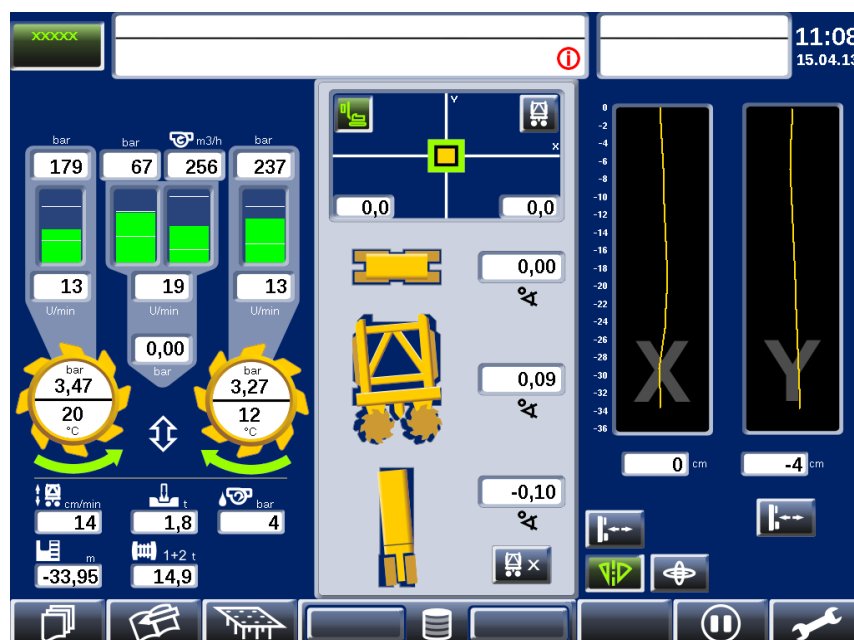 xxxxx
11:08
15.04.13
bar bar m3/h bar
179 67 256 237
13 19 13
U/min U/min U/min
0,00
bar
bar
3,47
20
°C
bar
3,27
12
°C
cm/min t bar
14 1,8 4
m 1+2 t
-33,95 14,9
Y
X
0,0 0,0
0,00
0,09
-0,10
X
0
-2
-4
-6
-8
-10
-12
-14
-16
-18
-20
-22
-24
-26
-28
-30
-32
-34
-36
X Y
0 cm -4 cm